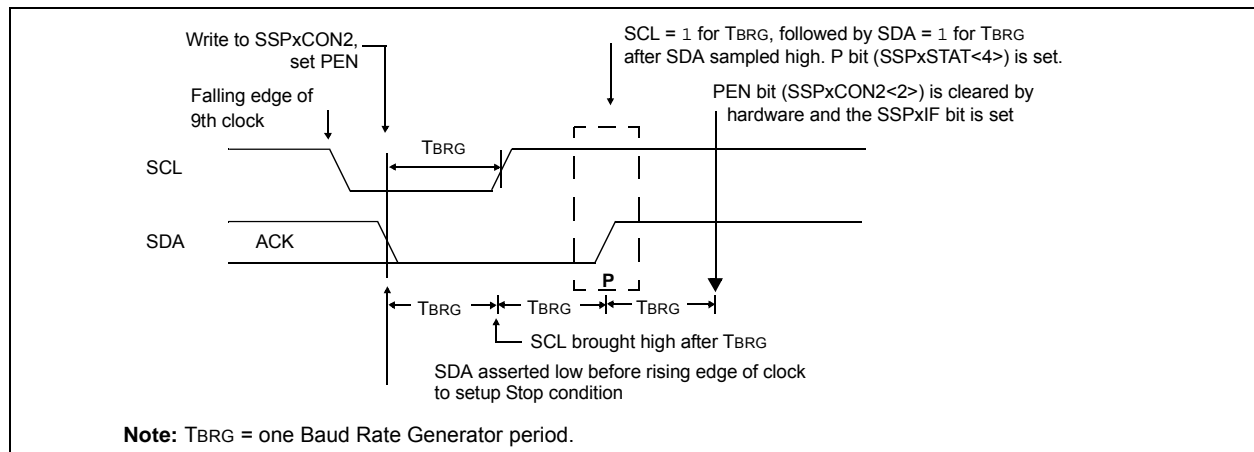 Write to SSPxCON2,
set PEN
SCL = 1 for TBRG, followed by SDA = 1 for TBRG
after SDA sampled high. P bit (SSPxSTAT<4>) is set.
Falling edge of
9th clock
PEN bit (SSPxCON2<2>) is cleared by
hardware and the SSPxIF bit is set
TBRG
SCL
SDA
ACK
P
TBRG
TBRG
TBRG
SCL brought high after TBRG
SDA asserted low before rising edge of clock
to setup Stop condition
Note: TBRG = one Baud Rate Generator period.